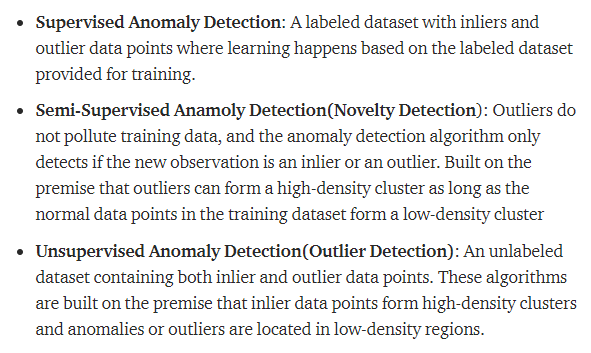 • Supervised Anomaly Detection: A labeled dataset with inliers and
outlier data points where learning happens based on the labeled dataset
provided for training.
• Semi-Supervised Anamoly Detection(Novelty Detection): Outliers do
not pollute training data, and the anomaly detection algorithm only
detects if the new observation is an inlier or an outlier. Built on the
premise that outliers can form a high-density cluster as long as the
normal data points in the training dataset form a low-density cluster
• Unsupervised Anomaly Detection(Outlier Detection): An unlabeled
dataset containing both inlier and outlier data points. These algorithms
are built on the premise that inlier data points form high-density clusters
and anomalies or outliers are located in low-density regions.